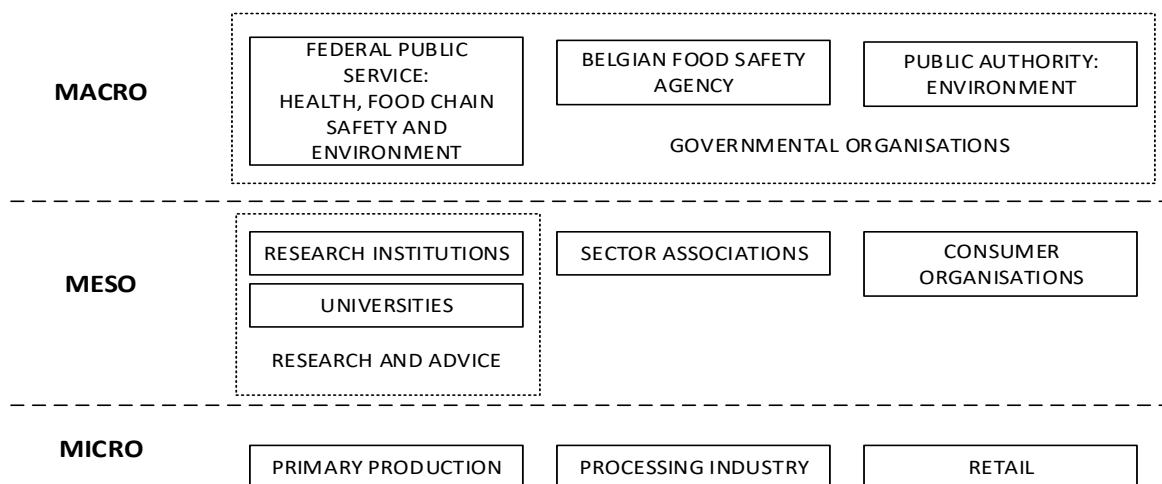 MACRO
FEDERAL PUBLIC
SERVICE:
HEALTH, FOOD CHAIN
SAFETY AND
ENVIRONMENT
BELGIAN FOOD SAFETY
AGENCY
PUBLIC AUTHORITY:
ENVIRONMENT
GOVERNMENTAL ORGANISATIONS
MESO
RESEARCH INSTITUTIONS
UNIVERSITIES
RESEARCH AND ADVICE
SECTOR ASSOCIATIONS
CONSUMER
ORGANISATIONS
MICRO
PRIMARY PRODUCTION
PROCESSING INDUSTRY
RETAIL